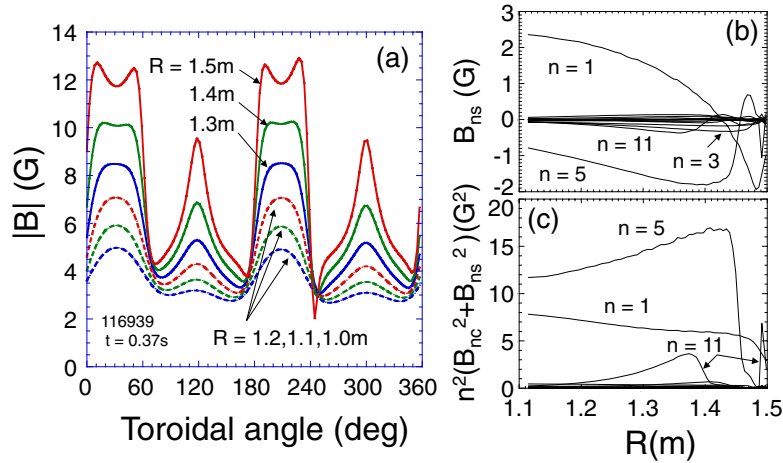 (a)
14
12
10
8
6
4
2
0
|B| (G)
R = 1.5m
1.4m
1.3m
116939
t = 0.37s
R = 1.2,1.1,1.0m
0 60 120 180 240 300 360
Toroidal angle (deg)
(b)
3
2
1
0
-1
-2
B_ns (G)
n = 1
n = 11
n = 3
n = 5
(c)
20
15
10
5
0
n²(B_nc²+B_ns²)(G²)
n = 5
n = 1
n = 11
1.1 1.2 1.3 1.4 1.5
R(m)